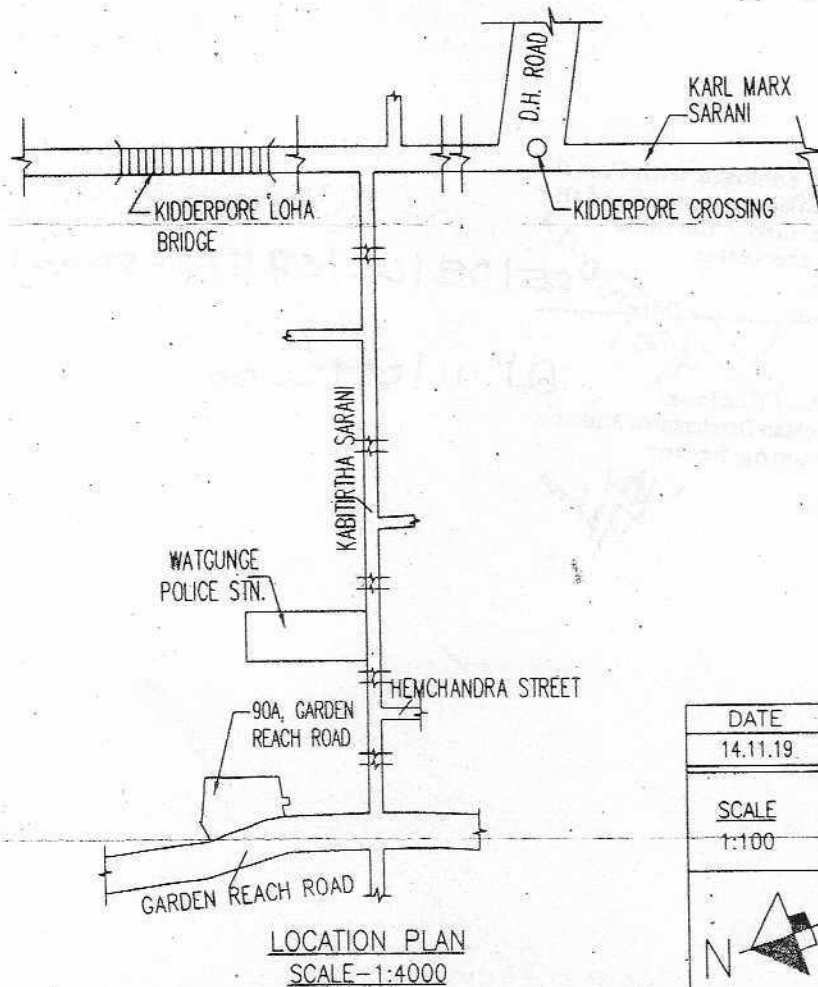 D.H. ROAD
KARL MARX
SARANI
KIDDERPORE LOHA
BRIDGE
KIDDERPORE CROSSING
KABITIRTHA SARANI
WATGUNGE
POLICE STN.
HEMCHANDRA STREET
90A, GARDEN
REACH ROAD
GARDEN REACH ROAD
LOCATION PLAN
SCALE-1:4000
DATE
14.11.19
SCALE
1:100
N